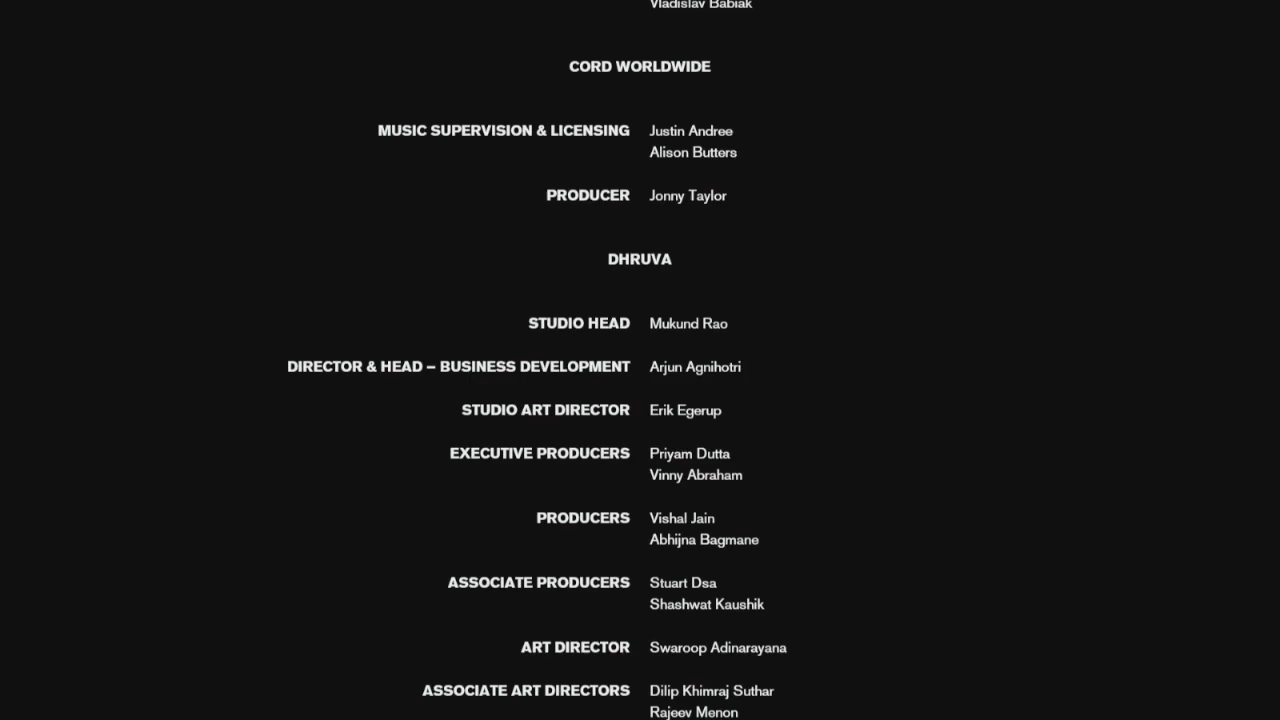 Vladislav Babiak
CORD WORLDWIDE
MUSIC SUPERVISION & LICENSING Justin Andree
Alison Butters
PRODUCER Jonny Taylor
DHRUVA
STUDIO HEAD Mukund Rao
DIRECTOR & HEAD – BUSINESS DEVELOPMENT Arjun Agnihotri
STUDIO ART DIRECTOR Erik Egerup
EXECUTIVE PRODUCERS Priyam Dutta
Vinny Abraham
PRODUCERS Vishal Jain
Abhijna Bagmane
ASSOCIATE PRODUCERS Stuart Dsa
Shashwat Kaushik
ART DIRECTOR Swaroop Adinarayana
ASSOCIATE ART DIRECTORS Dilip Khimraj Suthar
Rajeev Menon